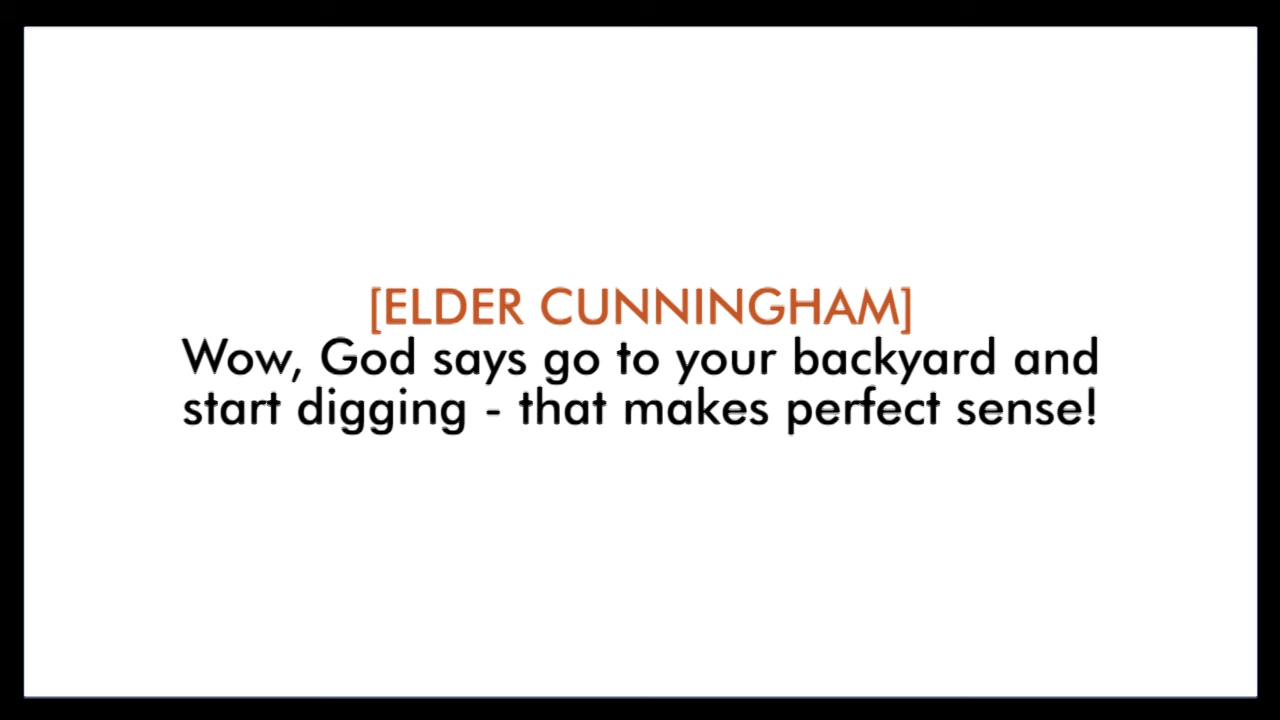 [ELDER CUNNINGHAM]
Wow, God says go to your backyard and
start digging - that makes perfect sense!